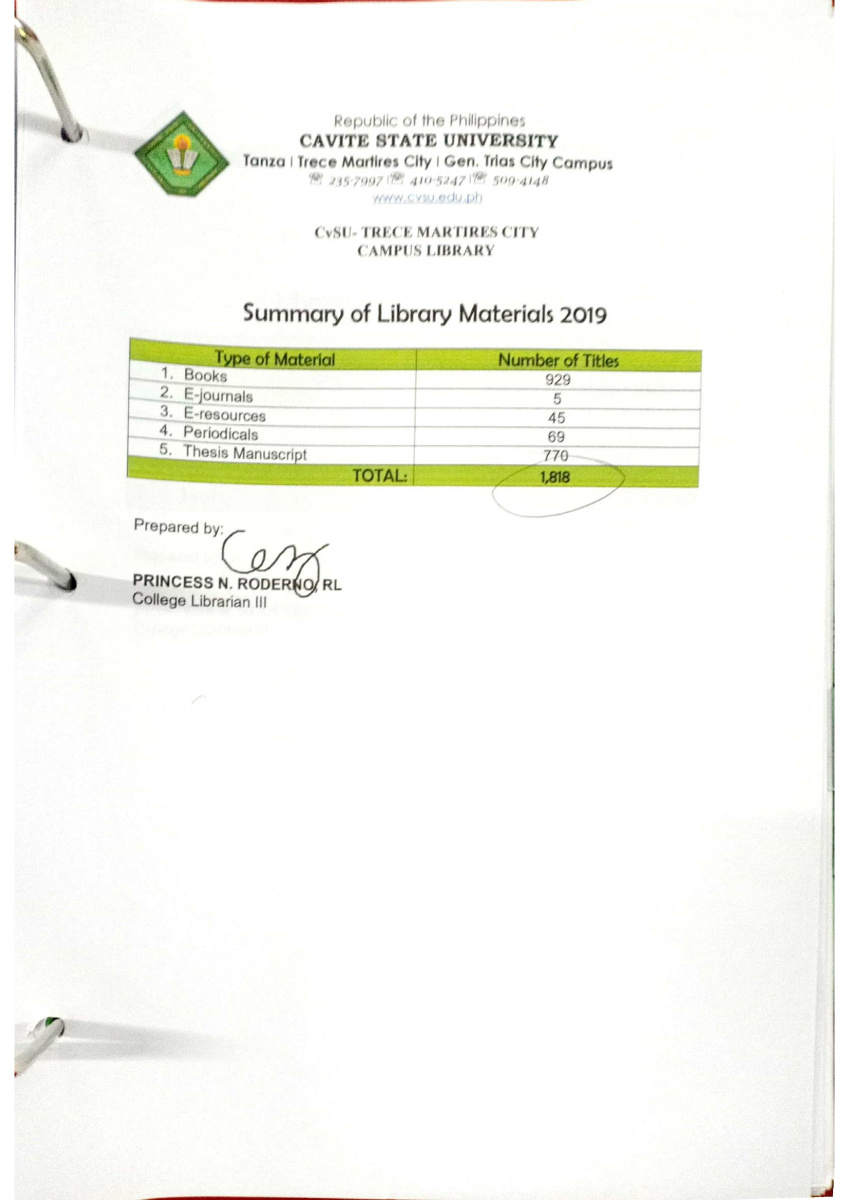 Republic of the Philippines
CAVITE STATE UNIVERSITY
Tanza | Trece Martires City | Gen. Trias City Campus
☏ 235-7997 |☏ 410-5247 |☏ 509-4148
www.cvsu.edu.ph
CvSU- TRECE MARTIRES CITY
CAMPUS LIBRARY
Summary of Library Materials 2019
Type of Material Number of Titles
1. Books 929
2. E-journals 5
3. E-resources 45
4. Periodicals 69
5. Thesis Manuscript 770
TOTAL: 1,818
Prepared by:
PRINCESS N. RODERNO, RL
College Librarian III